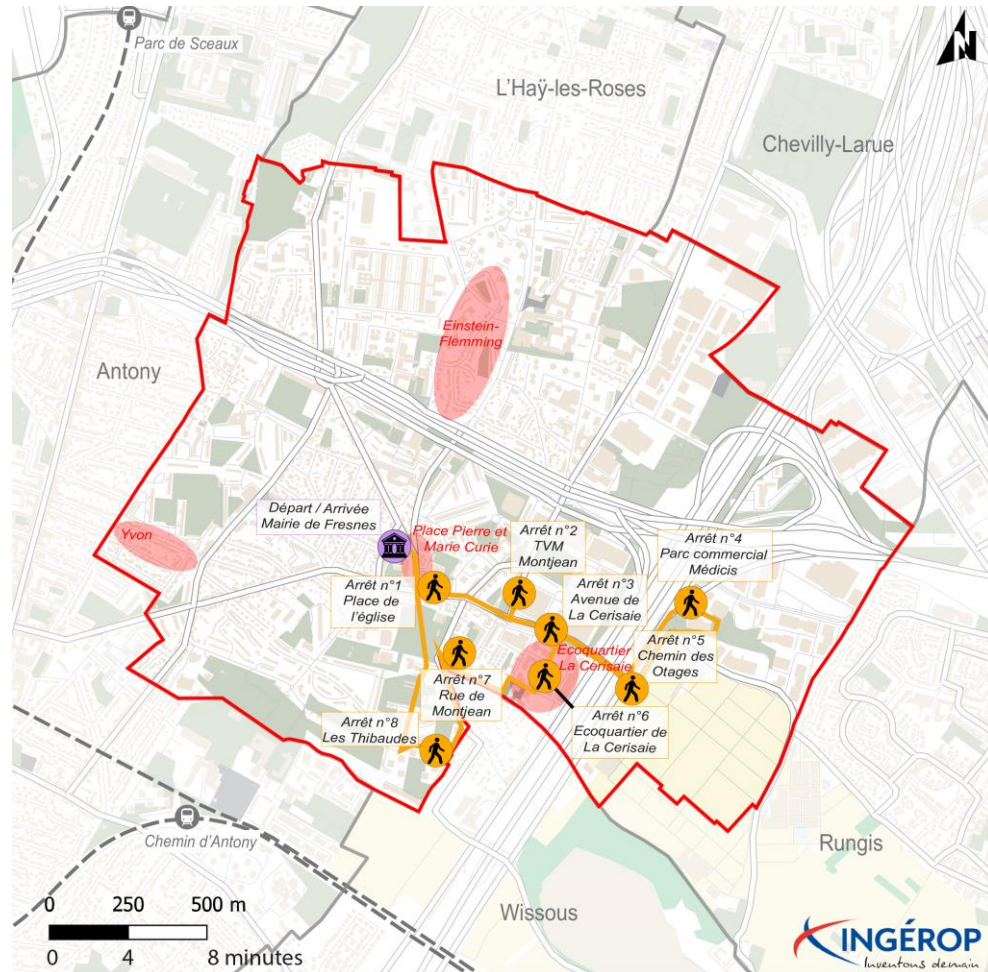 Parc de Sceaux
N
L'Haÿ-les-Roses
Chevilly-Larue
Einstein-
Flemming
Antony
Yvon
Départ / Arrivée
Mairie de Fresnes
Place Pierre et
Marie Curie
Arrêt n°2
TVM
Montjean
Arrêt n°4
Parc commercial
Médicis
Arrêt n°1
Place de
l'église
Arrêt n°3
Avenue de
La Cerisaie
Ecoquartier
La Cerisaie
Arrêt n°5
Chemin des
Otages
Arrêt n°7
Rue de
Montjean
Arrêt n°6
Ecoquartier de
La Cerisaie
Arrêt n°8
Les Thibaudes
Chemin d'Antony
Rungis
Wissous
0 250 500 m
0 4 8 minutes
INGÉROP
Inventons demain